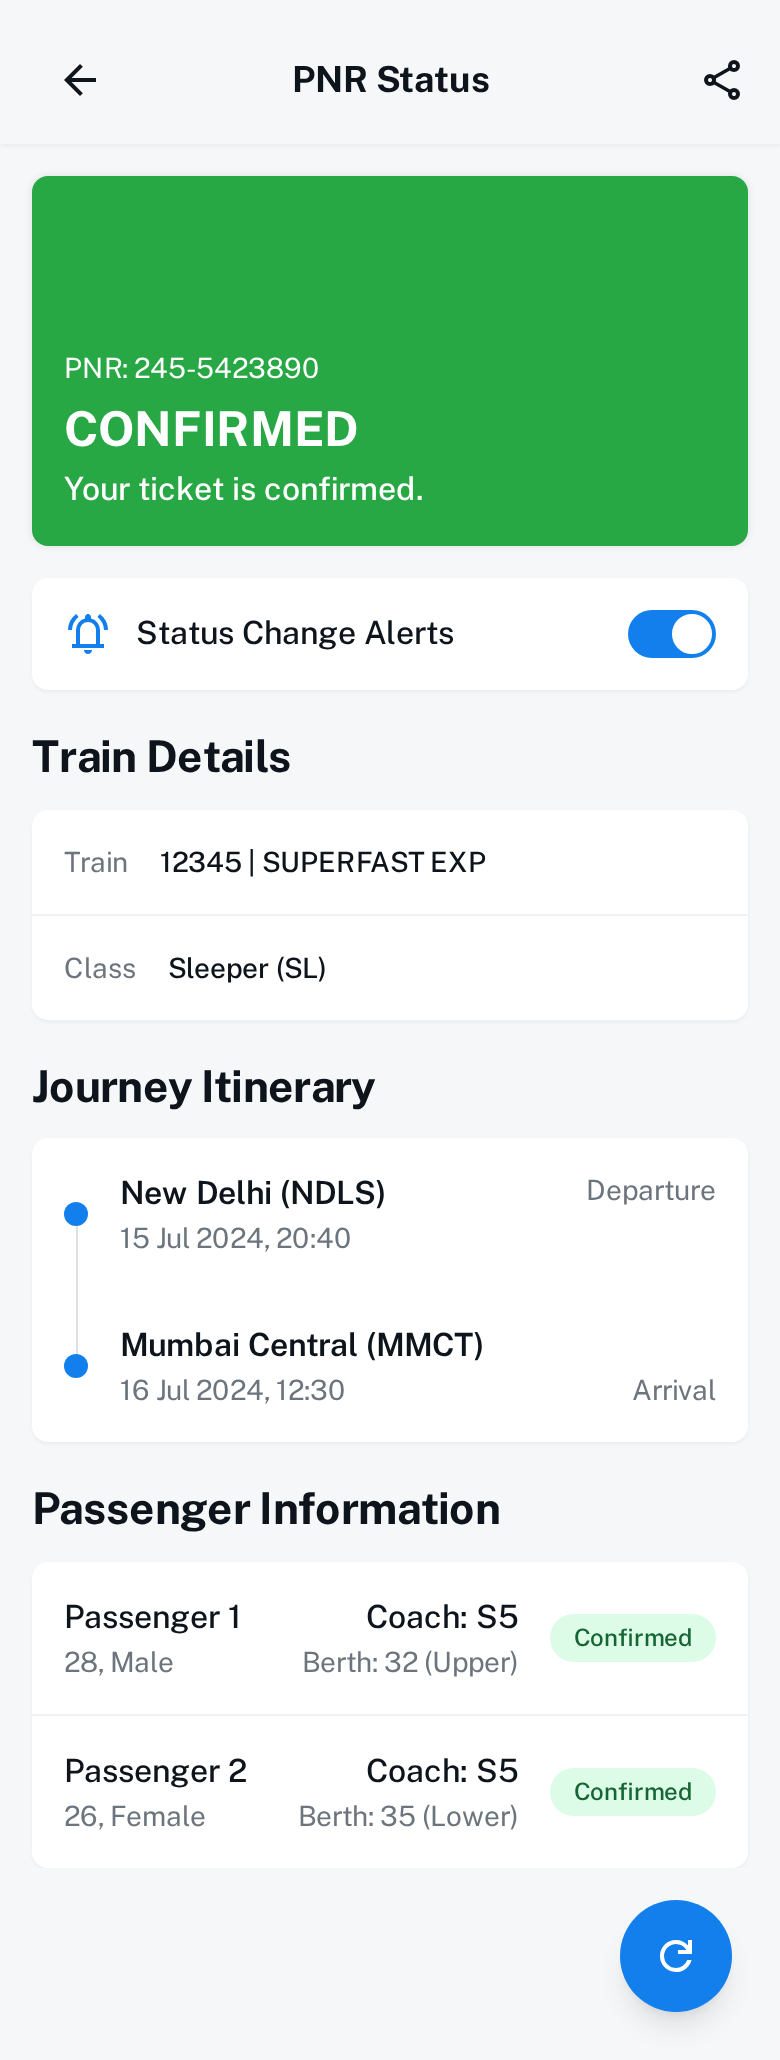 PNR Status
PNR: 245-5423890
CONFIRMED
Your ticket is confirmed.
Status Change Alerts
Train Details
Train 12345 | SUPERFAST EXP
Class Sleeper (SL)
Journey Itinerary
New Delhi (NDLS) Departure
15 Jul 2024, 20:40
Mumbai Central (MMCT)
16 Jul 2024, 12:30 Arrival
Passenger Information
Passenger 1 Coach: S5 Confirmed
28, Male Berth: 32 (Upper)
Passenger 2 Coach: S5 Confirmed
26, Female Berth: 35 (Lower)